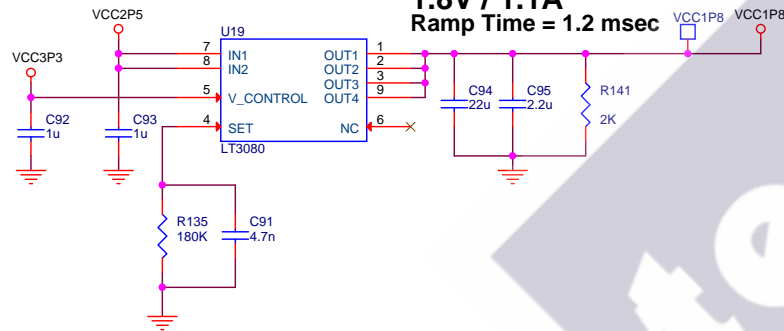 1.8V / 1.1A
Ramp Time = 1.2 msec
VCC2P5
VCC1P8
VCC1P8
U19
VCC3P3
7
IN1
OUT1
1
8
IN2
OUT2
2
OUT3
3
5
V_CONTROL
OUT4
9
4
SET
NC
6
LT3080
C92
1u
C93
1u
C94
22u
C95
2.2u
R141
2K
R135
180K
C91
4.7n